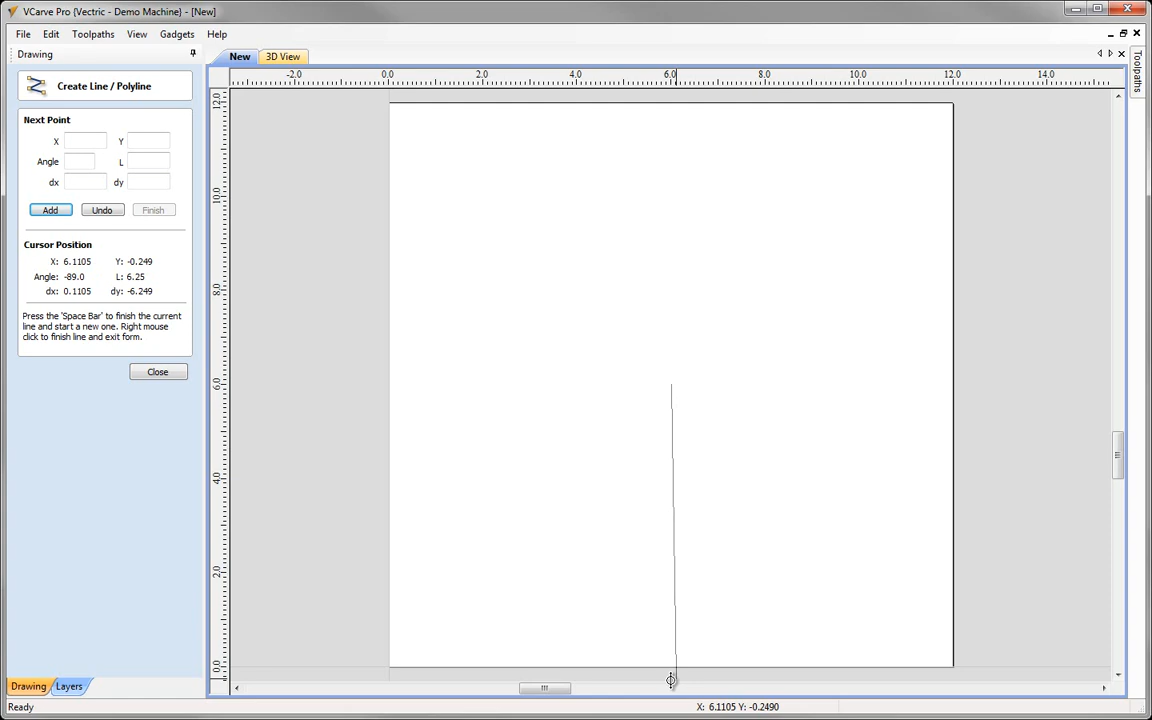 VCarve Pro {Vectric - Demo Machine} - [New]
File Edit Toolpaths View Gadgets Help
Drawing
New 3D View
Toolpaths
Create Line / Polyline
-2.0 0.0 2.0 4.0 6.0 8.0 10.0 12.0 14.0
12.0
10.0
8.0
6.0
4.0
2.0
0.0
Next Point
X Y
Angle L
dx dy
Add Undo Finish
Cursor Position
X: 6.1105 Y: -0.249
Angle: -89.0 L: 6.25
dx: 0.1105 dy: -6.249
Press the 'Space Bar' to finish the current
line and start a new one. Right mouse
click to finish line and exit form.
Close
Drawing Layers
Ready
X: 6.1105 Y: -0.2490